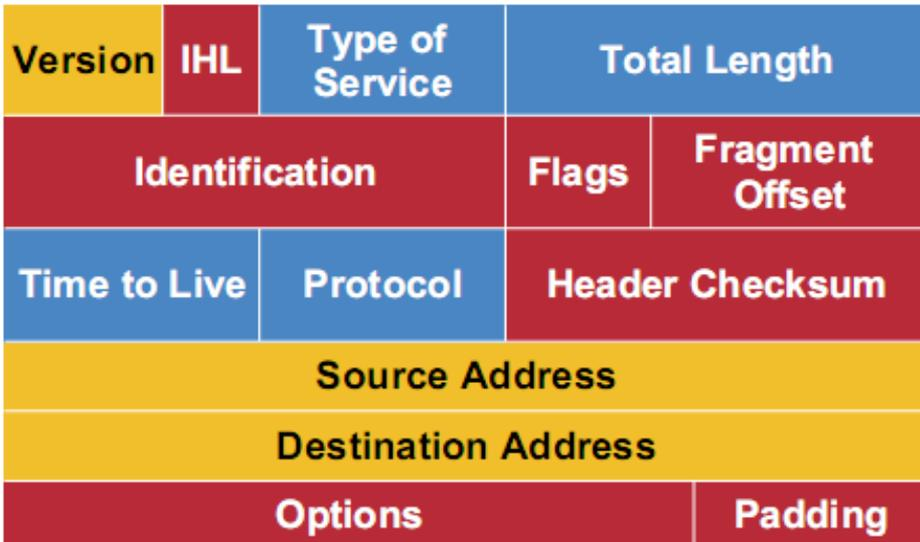 Version
IHL
Type of
Service
Total Length
Identification
Flags
Fragment
Offset
Time to Live
Protocol
Header Checksum
Source Address
Destination Address
Options
Padding